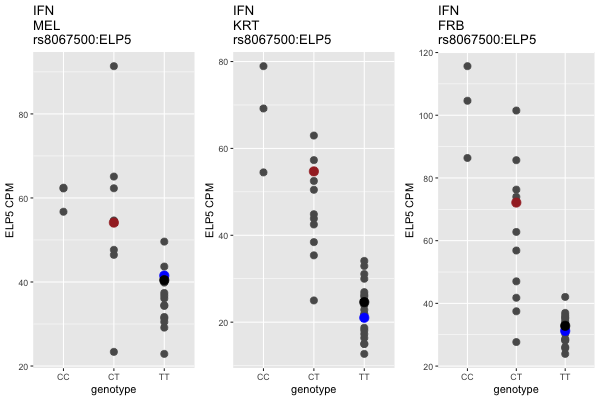 IFN
MEL
rs8067500:ELP5
ELP5 CPM
80
60
40
20
CC
CT
TT
genotype
IFN
KRT
rs8067500:ELP5
ELP5 CPM
80
60
40
20
CC
CT
TT
genotype
IFN
FRB
rs8067500:ELP5
ELP5 CPM
120
100
80
60
40
20
CC
CT
TT
genotype